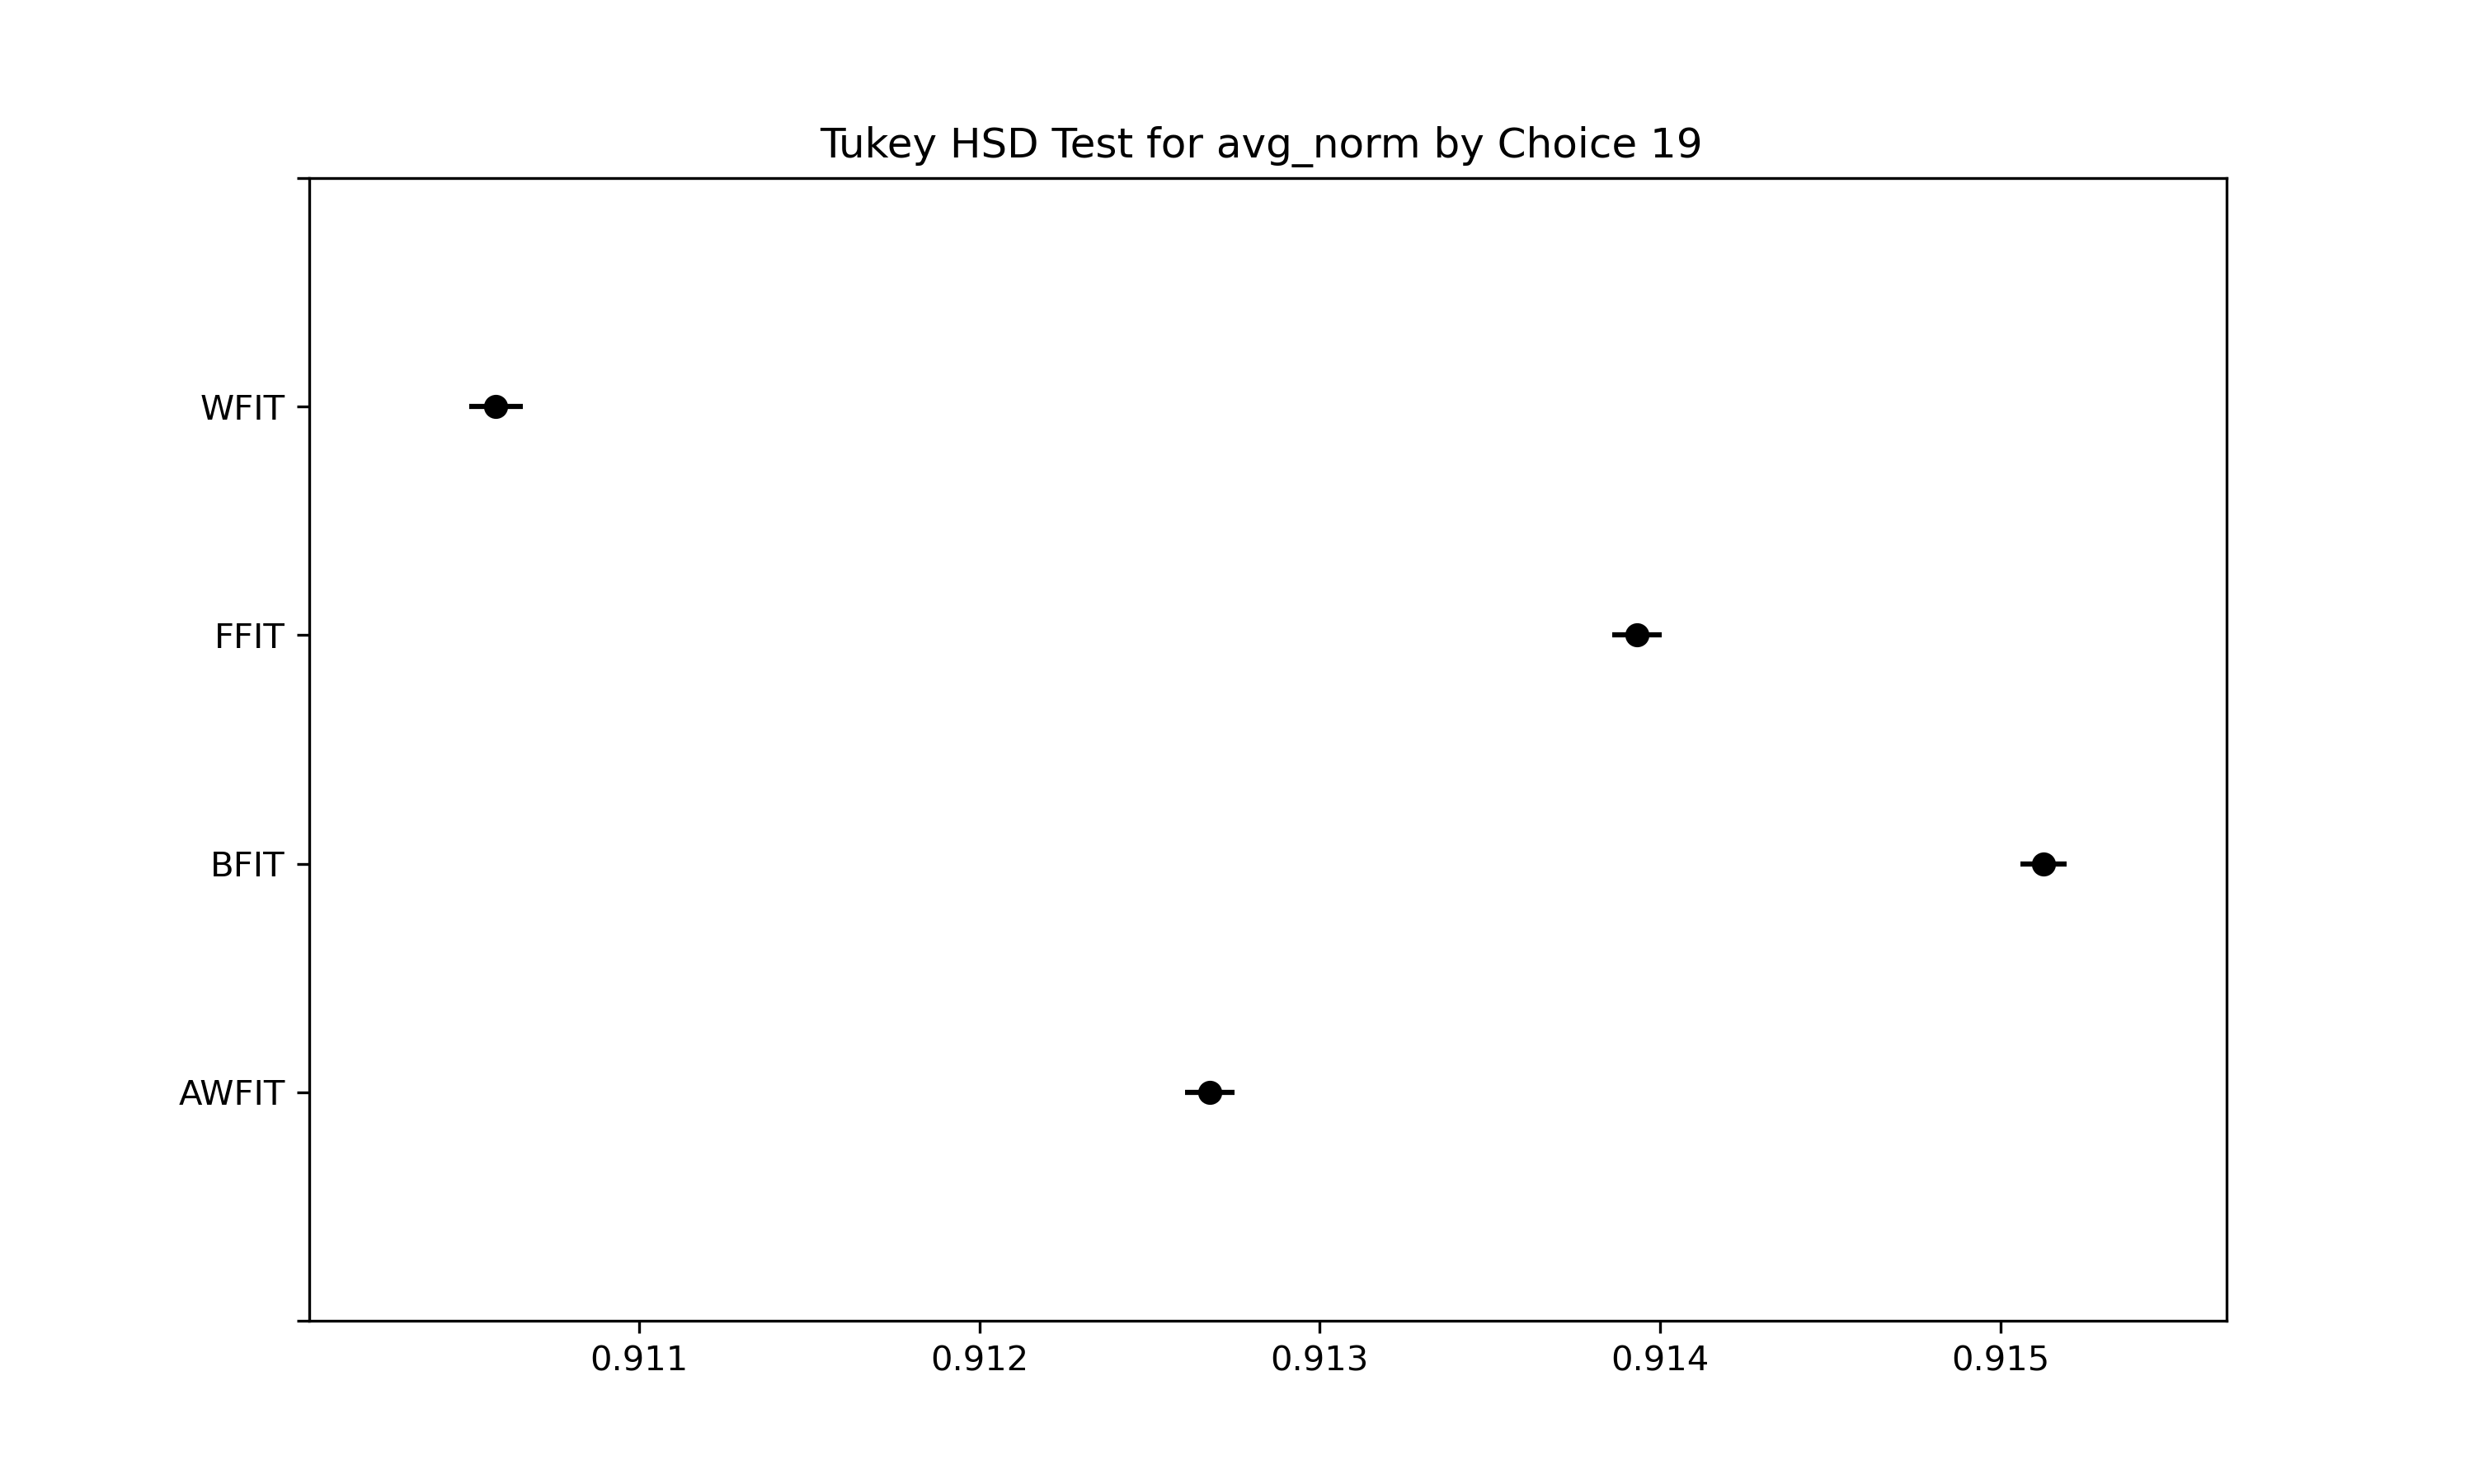 Tukey HSD Test for avg_norm by Choice 19
WFIT
FFIT
BFIT
AWFIT
0.911 0.912 0.913 0.914 0.915